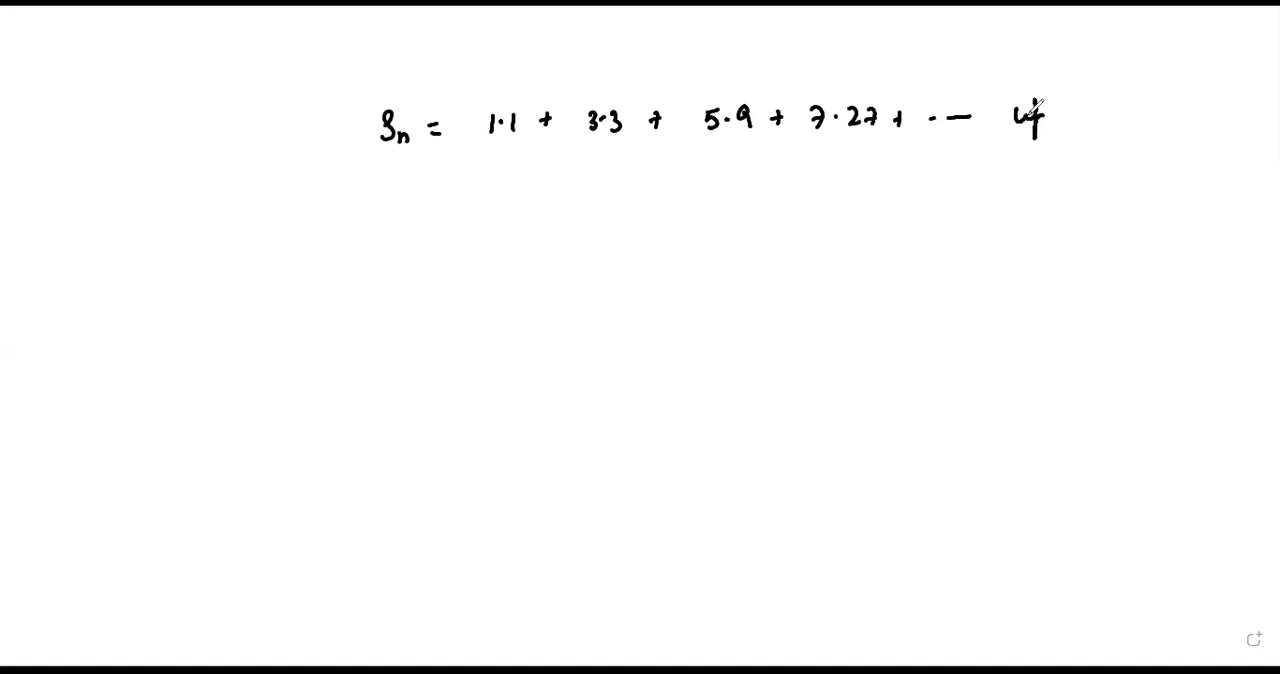 Sn = 1.1 + 3.3 + 5.9 + 7.27 + ...